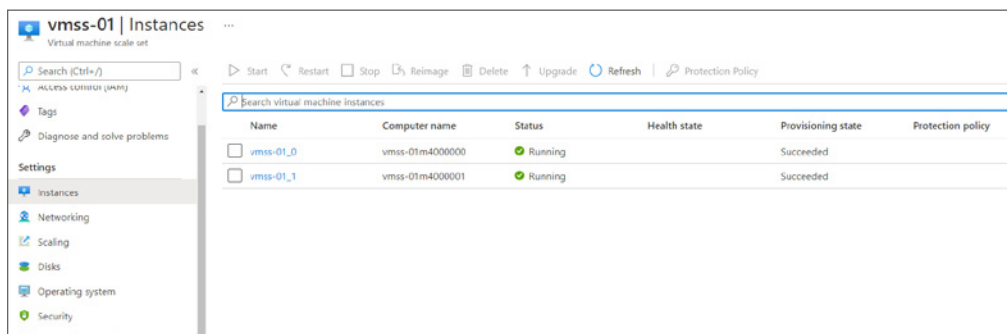 vmss-01 | Instances ...
Virtual machine scale set
Search (Ctrl+/)
«
Start Restart Stop Reimage Delete Upgrade Refresh Protection Policy
Access control (IAM)
Tags
Diagnose and solve problems
Settings
Instances
Networking
Scaling
Disks
Operating system
Security
Search virtual machine instances
Name Computer name Status Health state Provisioning state Protection policy
vmss-01_0 vmss-01m4000000 Running Succeeded
vmss-01_1 vmss-01m4000001 Running Succeeded